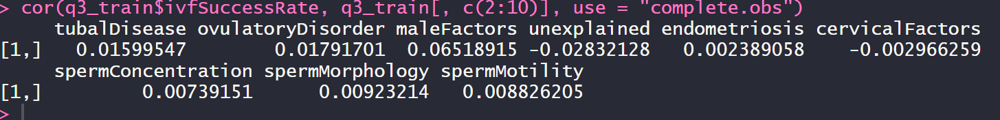 > cor(q3_train$ivfSuccessRate, q3_train[, c(2:10)], use = "complete.obs")
     tubalDisease ovulatoryDisorder maleFactors unexplained endometriosis cervicalFactors
[1,]   0.01599547        0.01791701  0.06518915 -0.02832128   0.002389058    -0.002966259
     spermConcentration spermMorphology spermMotility
[1,]         0.00739151      0.00923214   0.008826205
>